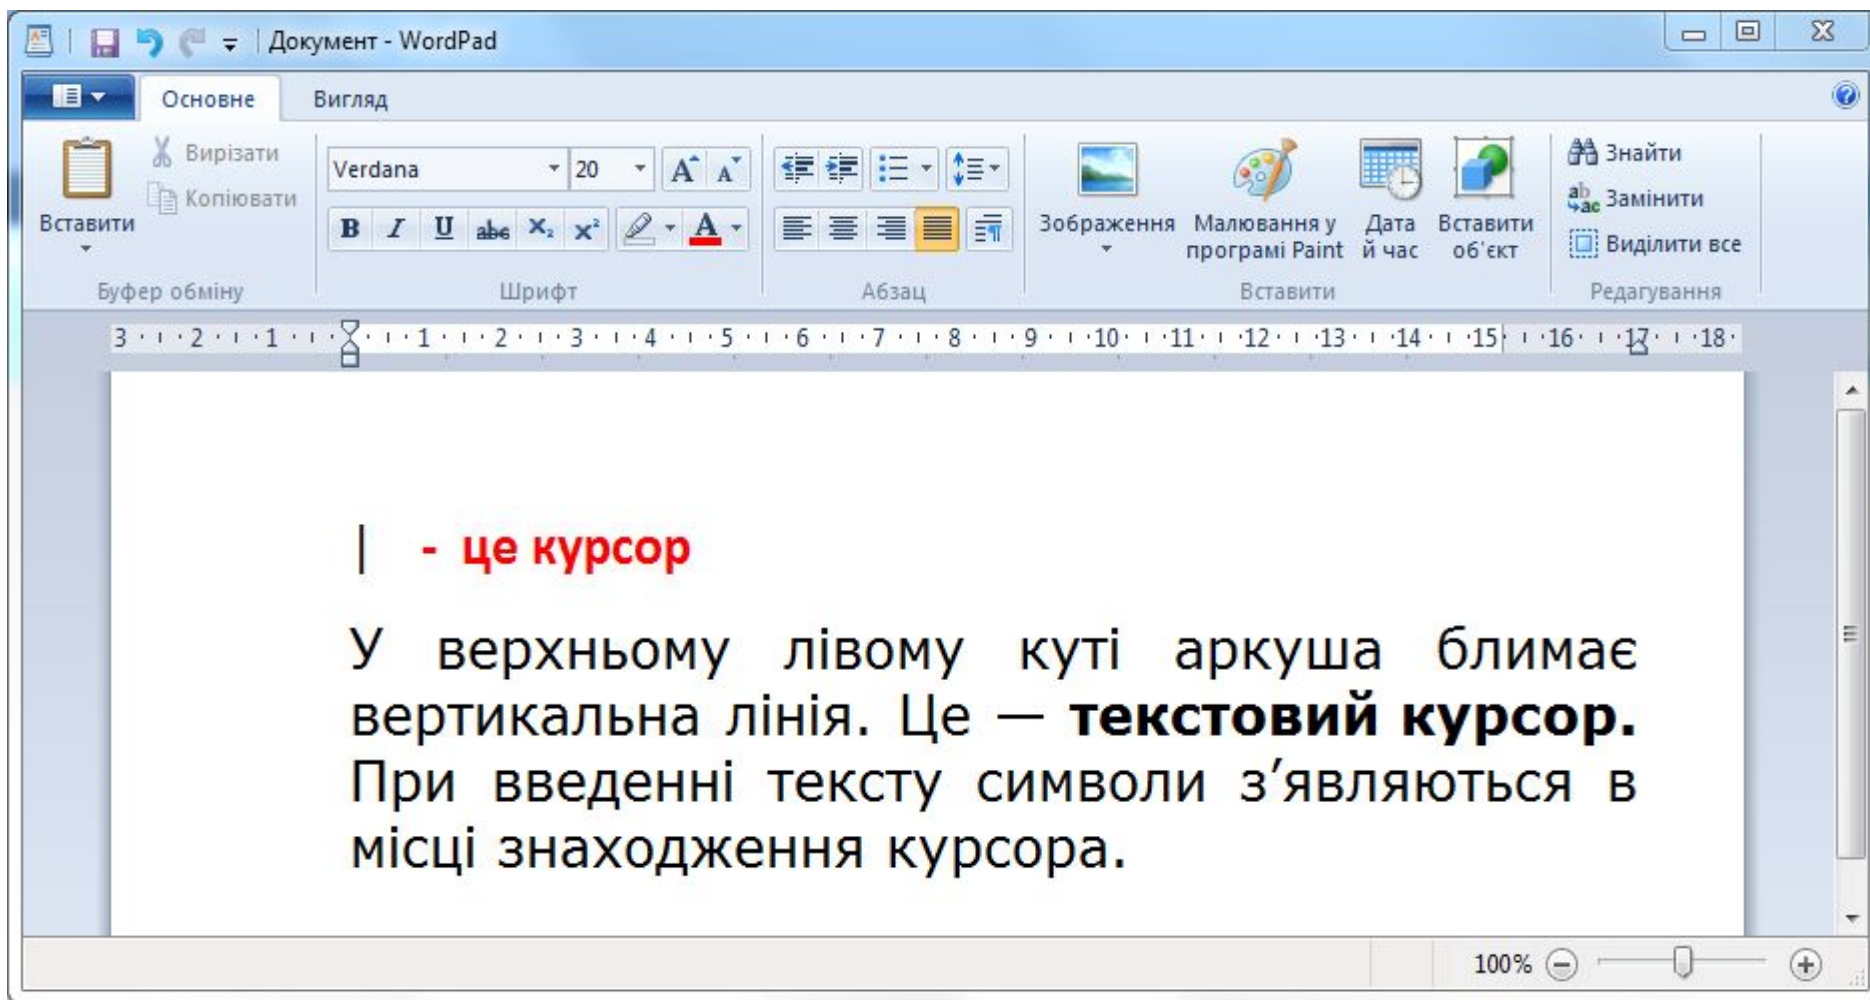 Документ - WordPad
Основне Вигляд
Вставити
Вирізати
Копіювати
Буфер обміну
Verdana 20
Шрифт
Абзац
Зображення
Малювання у програмі Paint
Дата й час
Вставити об'єкт
Вставити
Знайти
Замінити
Виділити все
Редагування
3 2 1 1 2 3 4 5 6 7 8 9 10 11 12 13 14 15 16 17 18
- це курсор
У верхньому лівому куті аркуша блимає
вертикальна лінія. Це — текстовий курсор.
При введенні тексту символи з’являються в
місці знаходження курсора.
100%